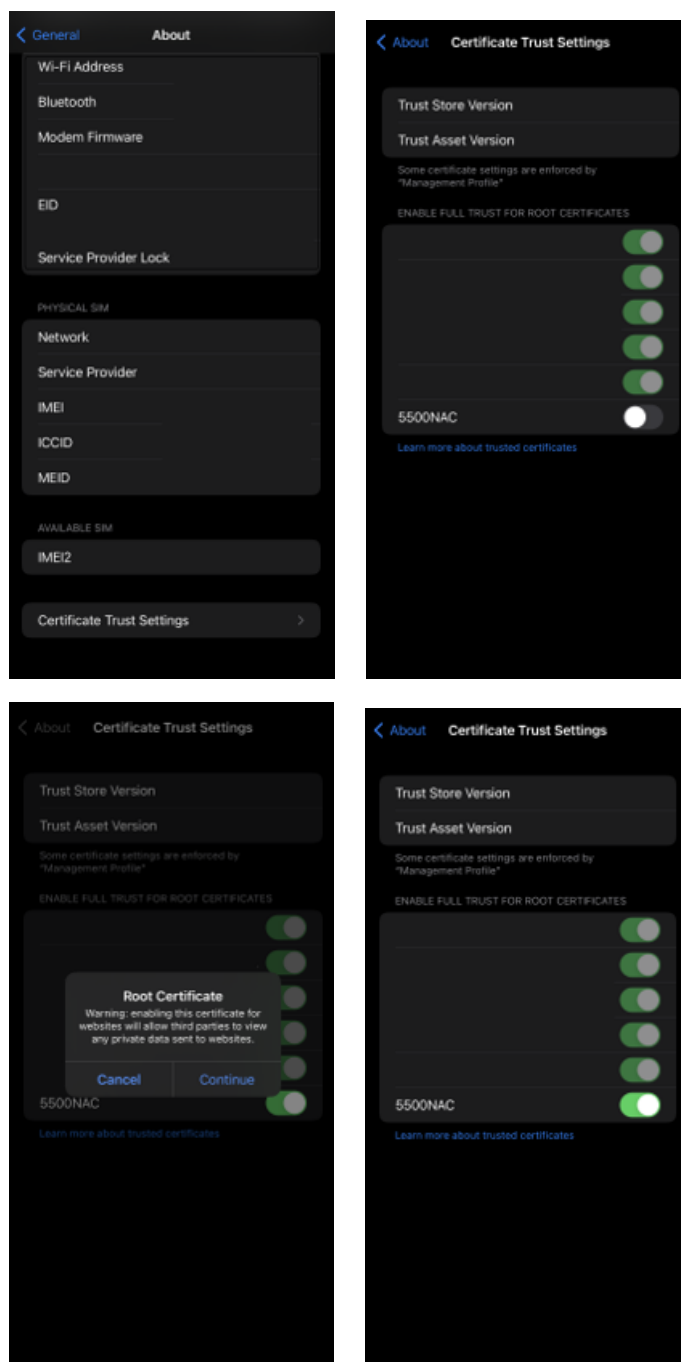 General
About
Wi-Fi Address
Bluetooth
Modem Firmware
EID
Service Provider Lock
PHYSICAL SIM
Network
Service Provider
IMEI
ICCID
MEID
AVAILABLE SIM
IMEI2
Certificate Trust Settings
About
Certificate Trust Settings
Trust Store Version
Trust Asset Version
Some certificate settings are enforced by
"Management Profile"
ENABLE FULL TRUST FOR ROOT CERTIFICATES
5500NAC
Learn more about trusted certificates
About
Certificate Trust Settings
Trust Store Version
Trust Asset Version
Some certificate settings are enforced by
"Management Profile"
ENABLE FULL TRUST FOR ROOT CERTIFICATES
Root Certificate
Warning: enabling this certificate for
websites will allow third parties to view
any private data sent to websites.
Cancel
Continue
5500NAC
Learn more about trusted certificates
About
Certificate Trust Settings
Trust Store Version
Trust Asset Version
Some certificate settings are enforced by
"Management Profile"
ENABLE FULL TRUST FOR ROOT CERTIFICATES
5500NAC
Learn more about trusted certificates